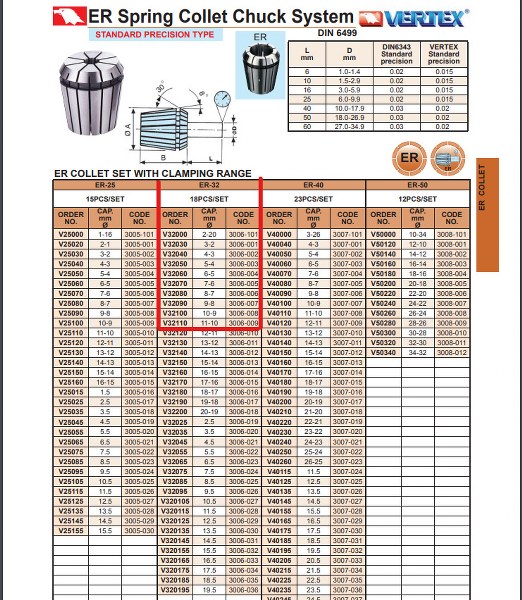 ER Spring Collet Chuck System VERTEX®
STANDARD PRECISION TYPE
ER
DIN 6499
L mm D mm DIN6343 Standard precision VERTEX Standard precision
6 1.0-1.4 0.02 0.015
10 1.5-2.9 0.02 0.015
16 3.0-5.9 0.02 0.015
25 6.0-9.9 0.02 0.015
40 10.0-17.9 0.03 0.02
50 18.0-26.9 0.03 0.02
60 27.0-34.9 0.03 0.02
30° 8°
Ø A
B L
ER
ER COLLET
ER COLLET SET WITH CLAMPING RANGE
ER-25 ER-32 ER-40 ER-50
15PCS/SET 18PCS/SET 23PCS/SET 12PCS/SET
ORDER NO. CAP. mm Ø CODE NO. ORDER NO. CAP. mm Ø CODE NO. ORDER NO. CAP. mm Ø CODE NO. ORDER NO. CAP. mm Ø CODE NO.
V25000 1-16 3005-101 V32000 2-20 3006-101 V40000 3-26 3007-101 V50000 10-34 3008-101
V25020 2-1 3005-001 V32030 3-2 3006-001 V40040 4-3 3007-001 V50120 12-10 3008-001
V25030 3-2 3005-002 V32040 4-3 3006-002 V40050 5-4 3007-002 V50140 14-12 3008-002
V25040 4-3 3005-003 V32050 5-4 3006-003 V40060 6-5 3007-003 V50160 16-14 3008-003
V25050 5-4 3005-004 V32060 6-5 3006-004 V40070 7-6 3007-004 V50180 18-16 3008-004
V25060 6-5 3005-005 V32070 7-6 3006-005 V40080 8-7 3007-005 V50200 20-18 3008-005
V25070 7-6 3005-006 V32080 8-7 3006-006 V40090 9-8 3007-006 V50220 22-20 3008-006
V25080 8-7 3005-007 V32090 9-8 3006-007 V40100 10-9 3007-007 V50240 24-22 3008-007
V25090 9-8 3005-008 V32100 10-9 3006-008 V40110 11-10 3007-008 V50260 26-24 3008-008
V25100 10-9 3005-009 V32110 11-10 3006-009 V40120 12-11 3007-009 V50280 28-26 3008-009
V25110 11-10 3005-010 V32120 12-11 3006-010 V40130 13-12 3007-010 V50300 30-28 3008-010
V25120 12-11 3005-011 V32130 13-12 3006-011 V40140 14-13 3007-011 V50320 32-30 3008-011
V25130 13-12 3005-012 V32140 14-13 3006-012 V40150 15-14 3007-012 V50340 34-32 3008-012
V25140 14-13 3005-013 V32150 15-14 3006-013 V40160 16-15 3007-013
V25150 15-14 3005-014 V32160 16-15 3006-014 V40170 17-16 3007-014
V25160 16-15 3005-015 V32170 17-16 3006-015 V40180 18-17 3007-015
V25015 1.5 3005-016 V32180 18-17 3006-016 V40190 19-18 3007-016
V25025 2.5 3005-017 V32190 19-18 3006-017 V40200 20-19 3007-017
V25035 3.5 3005-018 V32200 20-19 3006-018 V40210 21-20 3007-018
V25045 4.5 3005-019 V32025 2.5 3006-019 V40220 22-21 3007-019
V25055 5.5 3005-020 V32035 3.5 3006-020 V40230 23-22 3007-020
V25065 6.5 3005-021 V32045 4.5 3006-021 V40240 24-23 3007-021
V25075 7.5 3005-022 V32055 5.5 3006-022 V40250 25-24 3007-022
V25085 8.5 3005-023 V32065 6.5 3006-023 V40260 26-25 3007-023
V25095 9.5 3005-024 V32075 7.5 3006-024 V40115 11.5 3007-024
V25105 10.5 3005-025 V32085 8.5 3006-025 V40125 12.5 3007-025
V25115 11.5 3005-026 V32095 9.5 3006-026 V40135 13.5 3007-026
V25125 12.5 3005-027 V320105 10.5 3006-027 V40145 14.5 3007-027
V25135 13.5 3005-028 V320115 11.5 3006-028 V40155 15.5 3007-028
V25145 14.5 3005-029 V320125 12.5 3006-029 V40165 16.5 3007-029
V25155 15.5 3005-030 V320135 13.5 3006-030 V40175 17.5 3007-030
V320145 14.5 3006-031 V40185 18.5 3007-031
V320155 15.5 3006-032 V40195 19.5 3007-032
V320165 16.5 3006-033 V40205 20.5 3007-033
V320175 17.5 3006-034 V40215 21.5 3007-034
V320185 18.5 3006-035 V40225 22.5 3007-035
V320195 19.5 3006-036 V40235 23.5 3007-036